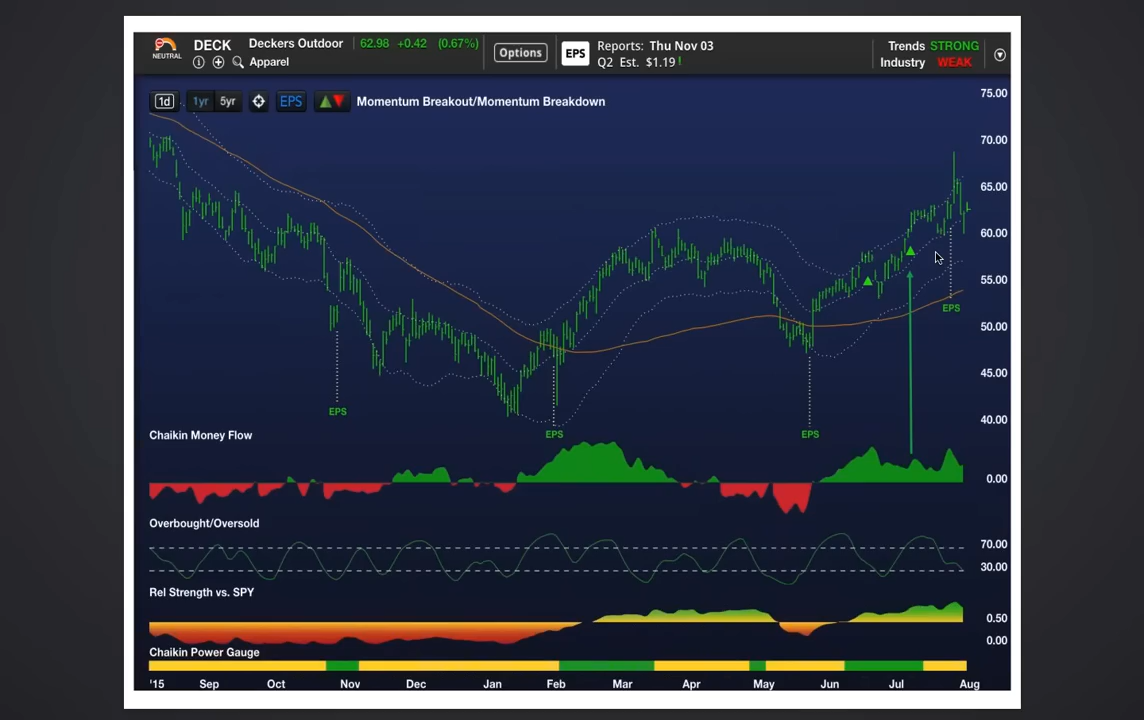 NEUTRAL
DECK Deckers Outdoor 62.98 +0.42 (0.67%)
Apparel
Options
EPS
Reports: Thu Nov 03
Q2 Est. $1.19
Trends STRONG
Industry WEAK
1d 1yr 5yr EPS Momentum Breakout/Momentum Breakdown
75.00
70.00
65.00
60.00
55.00
50.00
45.00
40.00
EPS
EPS
EPS
EPS
Chaikin Money Flow
0.00
Overbought/Oversold
70.00
30.00
Rel Strength vs. SPY
0.50
0.00
Chaikin Power Gauge
'15 Sep Oct Nov Dec Jan Feb Mar Apr May Jun Jul Aug